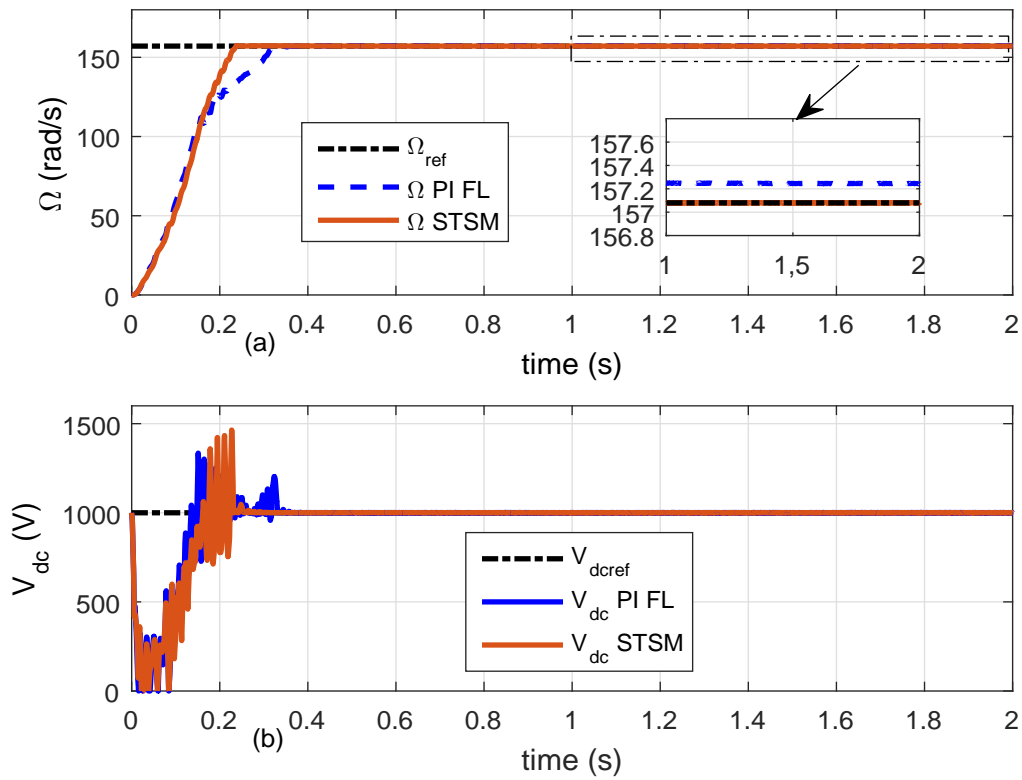 150
100
50
0
Ω (rad/s)
Ω_ref
Ω PI FL
Ω STSM
157.6
157.4
157.2
157
156.8
1 1,5 2
0 0.2 0.4 0.6 0.8 1 1.2 1.4 1.6 1.8 2
(a)
time (s)
1500
1000
500
0
V_dc (V)
V_dcref
V_dc PI FL
V_dc STSM
0 0.2 0.4 0.6 0.8 1 1.2 1.4 1.6 1.8 2
(b)
time (s)